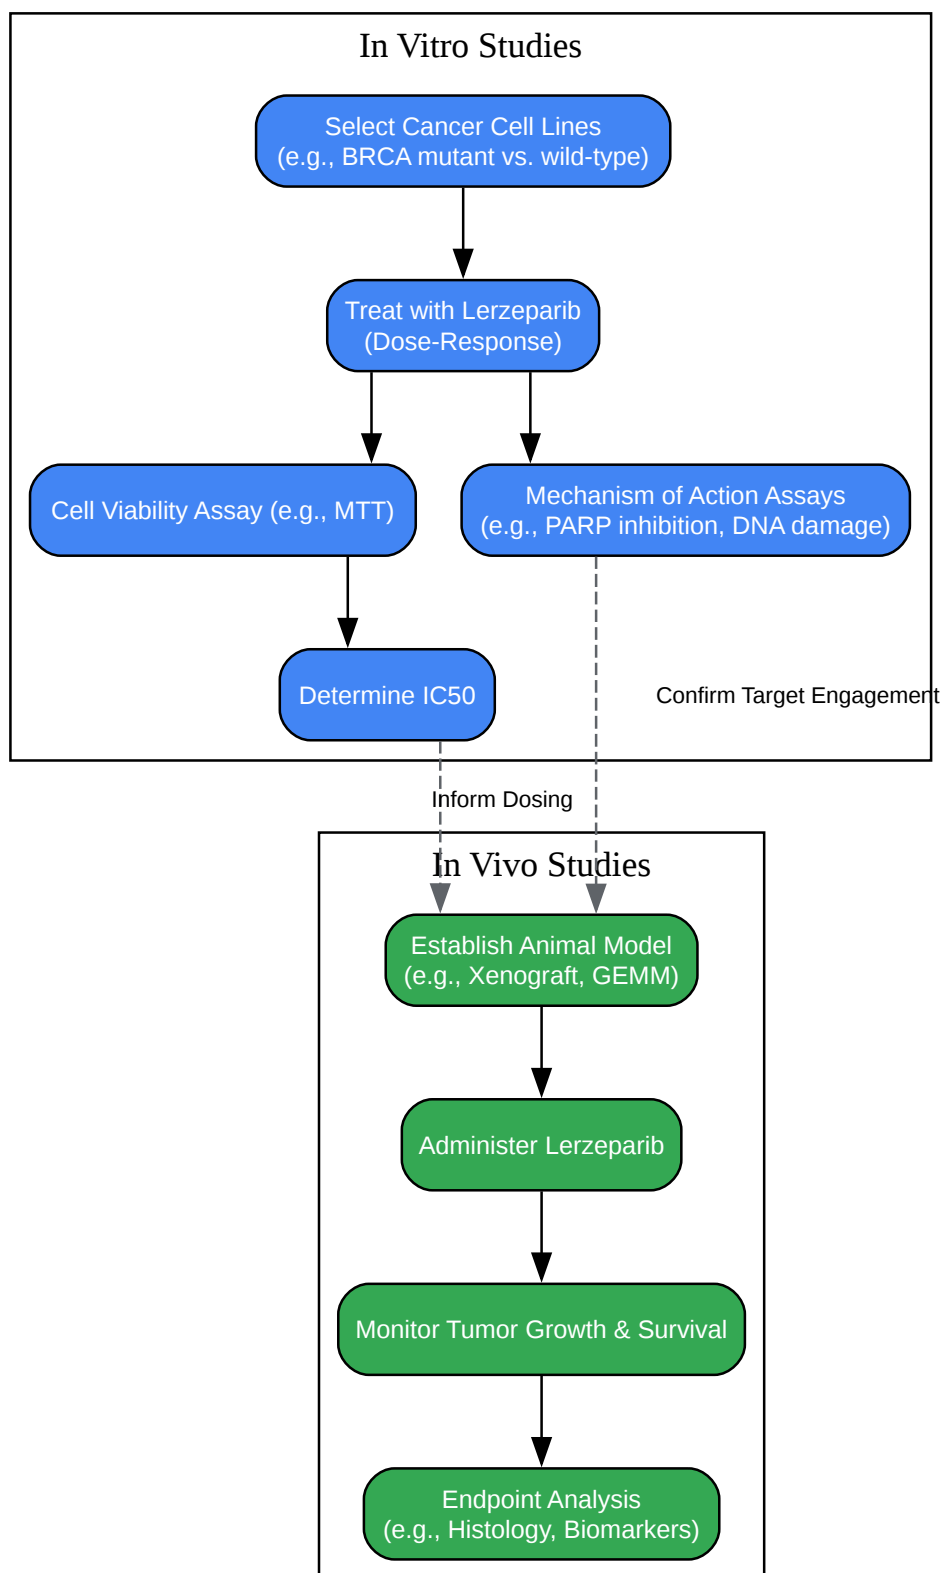 In Vitro Studies
Select Cancer Cell Lines
(e.g., BRCA mutant vs. wild-type)
Treat with Lerzeparib
(Dose-Response)
Cell Viability Assay (e.g., MTT)
Mechanism of Action Assays
(e.g., PARP inhibition, DNA damage)
Determine IC50
Confirm Target Engagement
Inform Dosing
In Vivo Studies
Establish Animal Model
(e.g., Xenograft, GEMM)
Administer Lerzeparib
Monitor Tumor Growth & Survival
Endpoint Analysis
(e.g., Histology, Biomarkers)